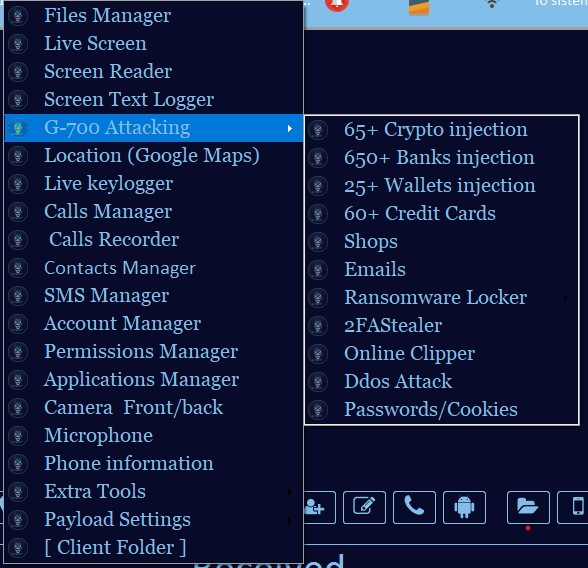 10 sistem
Files Manager
Live Screen
Screen Reader
Screen Text Logger
G-700 Attacking
Location (Google Maps)
Live keylogger
Calls Manager
Calls Recorder
Contacts Manager
SMS Manager
Account Manager
Permissions Manager
Applications Manager
Camera Front/back
Microphone
Phone information
Extra Tools
Payload Settings
[ Client Folder ]
65+ Crypto injection
650+ Banks injection
25+ Wallets injection
60+ Credit Cards
Shops
Emails
Ransomware Locker
2FAStealer
Online Clipper
Ddos Attack
Passwords/Cookies
Received